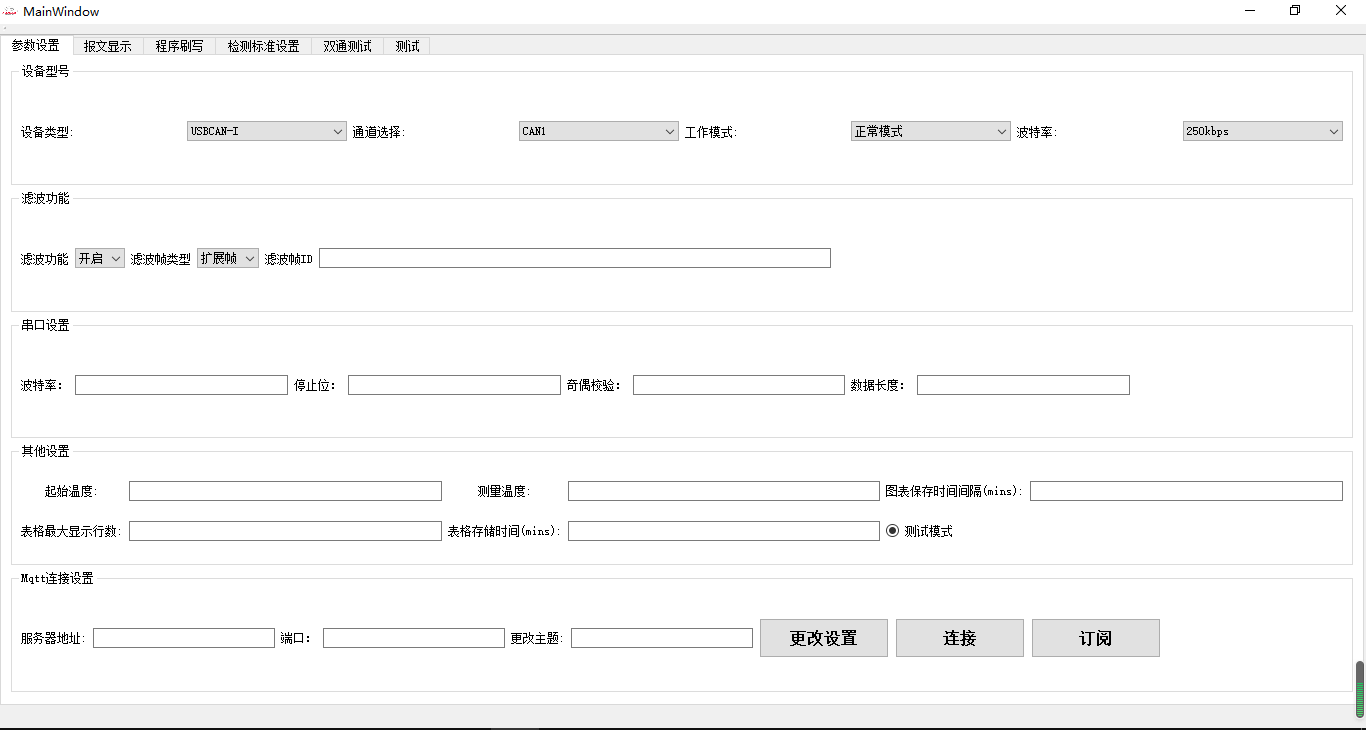 MainWindow
参数设置 报文显示 程序刷写 检测标准设置 双通测试 测试
设备型号
设备类型: USBCAN-I 通道选择: CAN1 工作模式: 正常模式 波特率: 250kbps
滤波功能
滤波功能 开启 滤波帧类型 扩展帧 滤波帧ID
串口设置
波特率： 停止位： 奇偶校验： 数据长度：
其他设置
起始温度: 测量温度: 图表保存时间间隔(mins):
表格最大显示行数: 表格存储时间(mins): 测试模式
Mqtt连接设置
服务器地址: 端口： 更改主题: 更改设置 连接 订阅